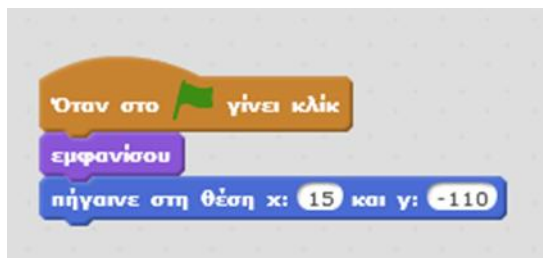 Όταν στο γίνει κλίκ
εμφανίσου
πήγαινε στη θέση x: 15 και y: -110